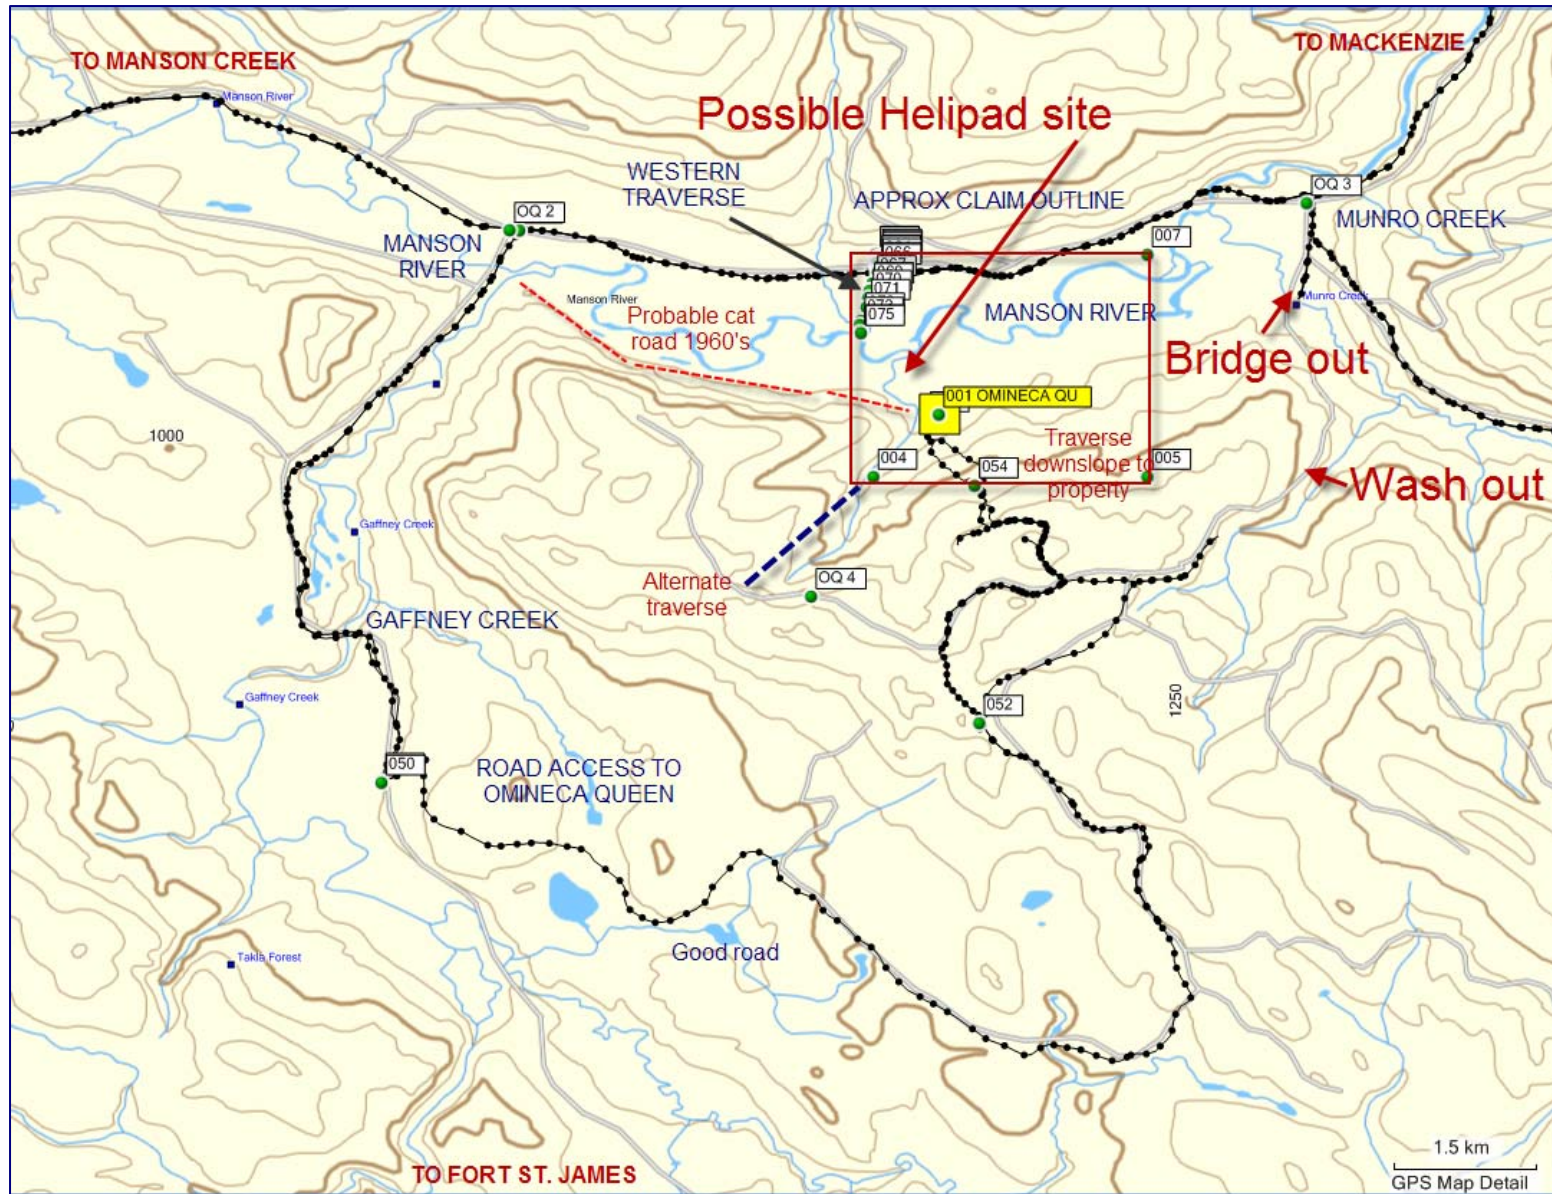 TO MANSON CREEK
TO MACKENZIE
Manson River
Possible Helipad site
WESTERN
TRAVERSE
APPROX CLAIM OUTLINE
OQ 2
OQ 3
MUNRO CREEK
MANSON
RIVER
007
066
067
070
071
075
Manson River
Probable cat
road 1960's
MANSON RIVER
Munro Creek
Bridge out
001 OMINECA QU
1000
004
054
Traverse
downslope to
property
005
Wash out
Gaffney Creek
Alternate
traverse
OQ 4
GAFFNEY CREEK
Gaffney Creek
052
1250
050
ROAD ACCESS TO
OMINECA QUEEN
Good road
Takla Forest
TO FORT ST. JAMES
1.5 km
GPS Map Detail